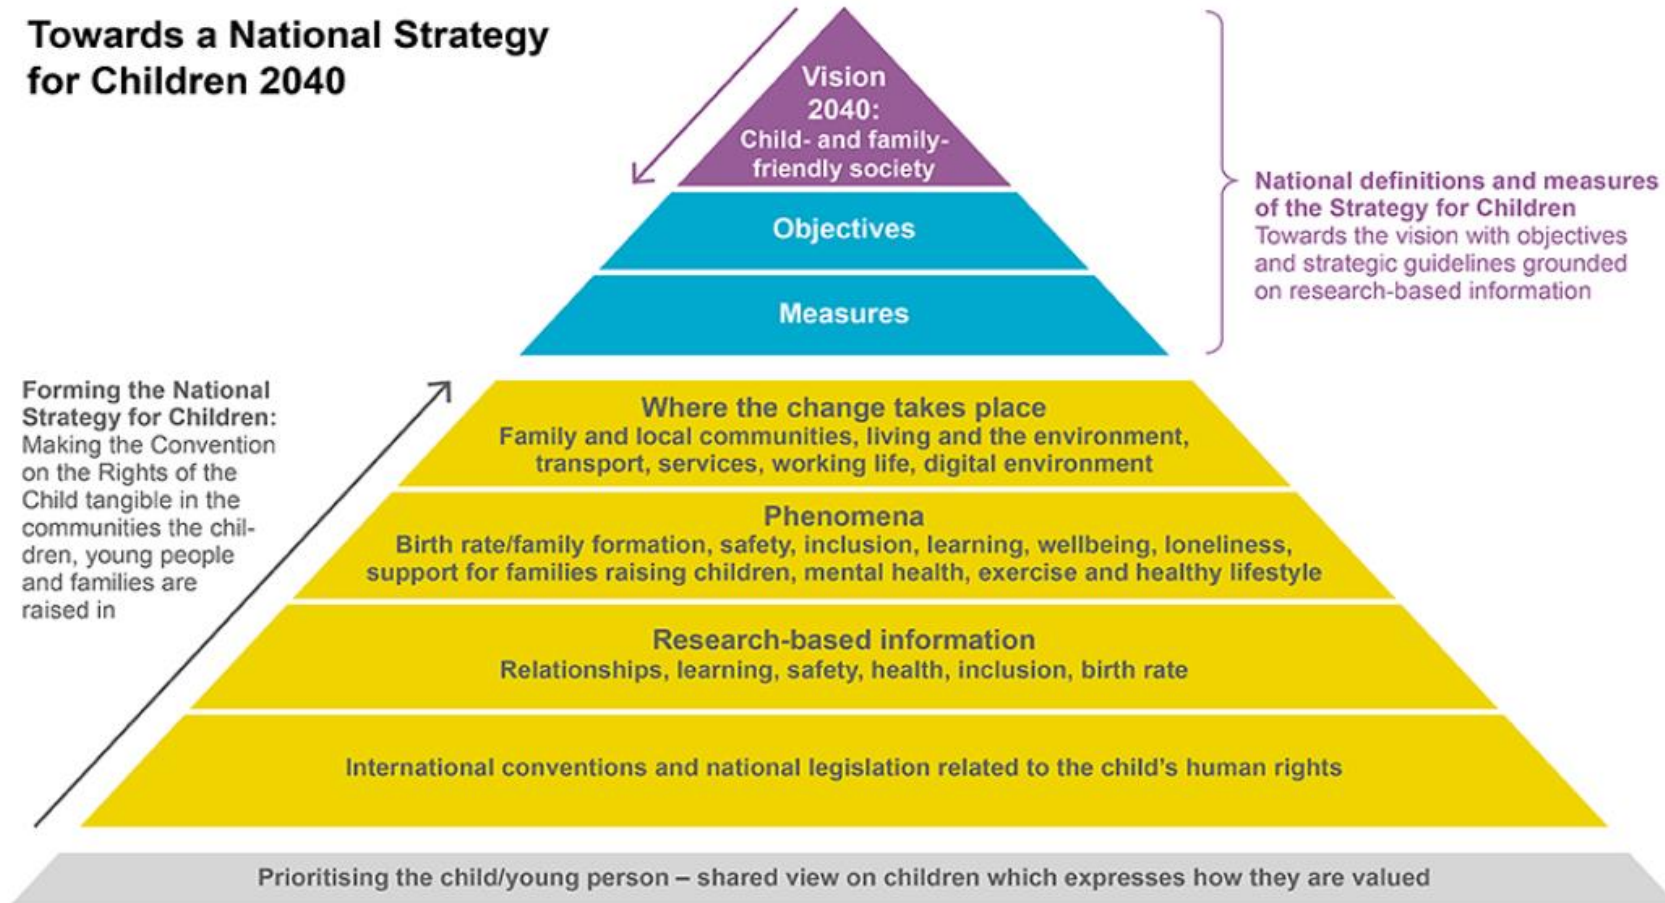 Towards a National Strategy
for Children 2040
Vision
2040:
Child- and family-
friendly society
Objectives
Measures
National definitions and measures
of the Strategy for Children
Towards the vision with objectives
and strategic guidelines grounded
on research-based information
Forming the National
Strategy for Children:
Making the Convention
on the Rights of the
Child tangible in the
communities the chil-
dren, young people
and families are
raised in
Where the change takes place
Family and local communities, living and the environment,
transport, services, working life, digital environment
Phenomena
Birth rate/family formation, safety, inclusion, learning, wellbeing, loneliness,
support for families raising children, mental health, exercise and healthy lifestyle
Research-based information
Relationships, learning, safety, health, inclusion, birth rate
International conventions and national legislation related to the child's human rights
Prioritising the child/young person – shared view on children which expresses how they are valued